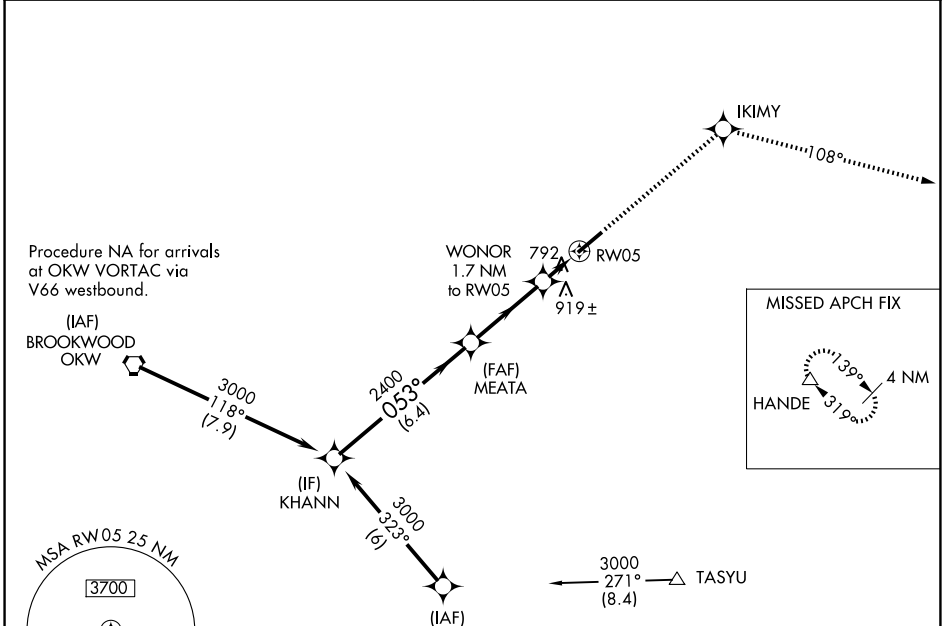 IKIMY
108°
Procedure NA for arrivals
at OKW VORTAC via
V66 westbound.
WONOR
1.7 NM
to RW05
792
RW05
919±
(IAF)
BROOKWOOD
OKW
3000
118°
(7.9)
2400
053°
(6.4)
(FAF)
MEATA
MISSED APCH FIX
HANDE
139°
319°
4 NM
(IF)
KHANN
3000
323°
(6)
(IAF)
3000
271°
(8.4)
TASYU
MSA RW05 25 NM
3700